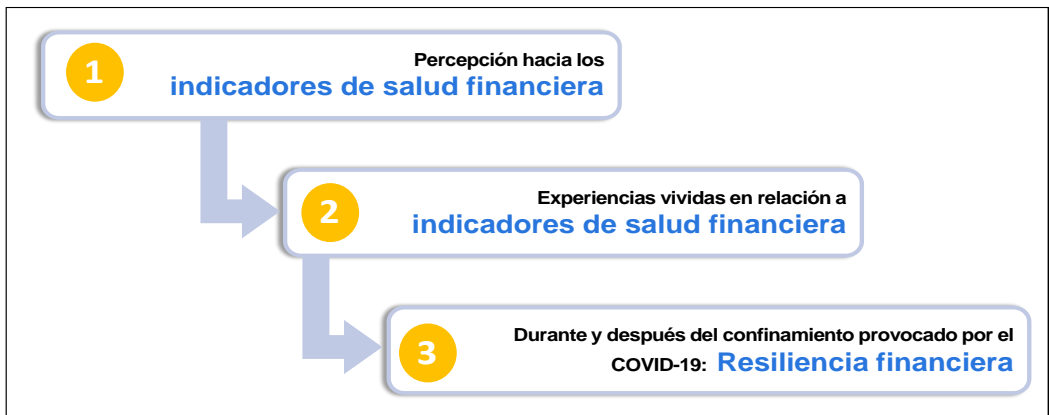 1
Percepción hacia los
indicadores de salud financiera
2
Experiencias vividas en relación a
indicadores de salud financiera
3
Durante y después del confinamiento provocado por el
COVID-19: Resiliencia financiera